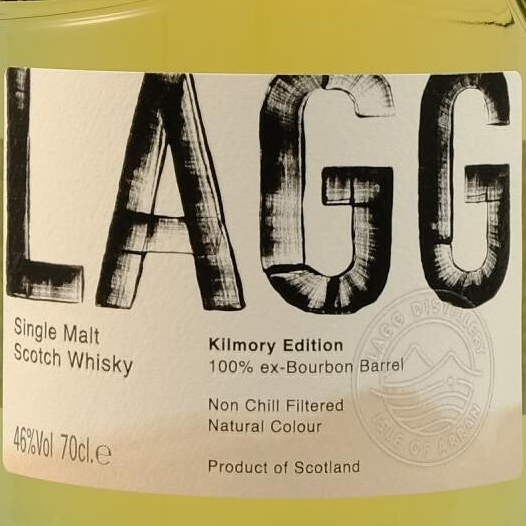 LAGG
Single Malt
Scotch Whisky
46%Vol 70cl.℮
Kilmory Edition
100% ex-Bourbon Barrel
Non Chill Filtered
Natural Colour
Product of Scotland
LAGG DISTILLERY
ISLE OF ARRAN